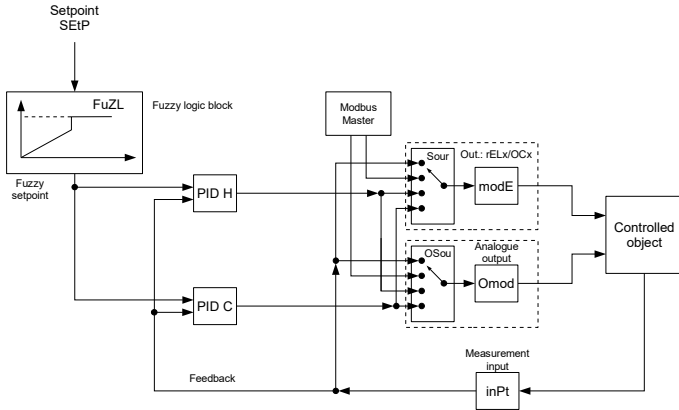 Setpoint
SEtP
FuZL
Fuzzy logic block
Fuzzy
setpoint
Modbus
Master
Sour
Out.: rELx/OCx
modE
PID H
Controlled
object
OSou
Analogue
output
Omod
PID C
Feedback
Measurement
input
inPt